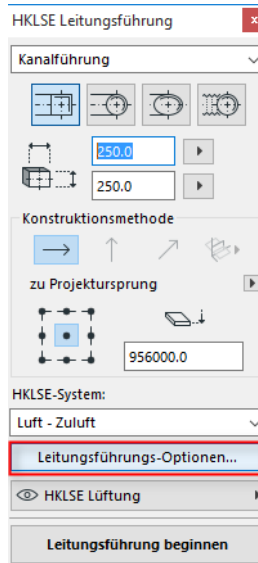 HKLSE Leitungsführung
x
Kanalführung
250.0
250.0
Konstruktionsmethode
zu Projektursprung
956000.0
HKLSE-System:
Luft - Zuluft
Leitungsführungs-Optionen...
HKLSE Lüftung
Leitungsführung beginnen